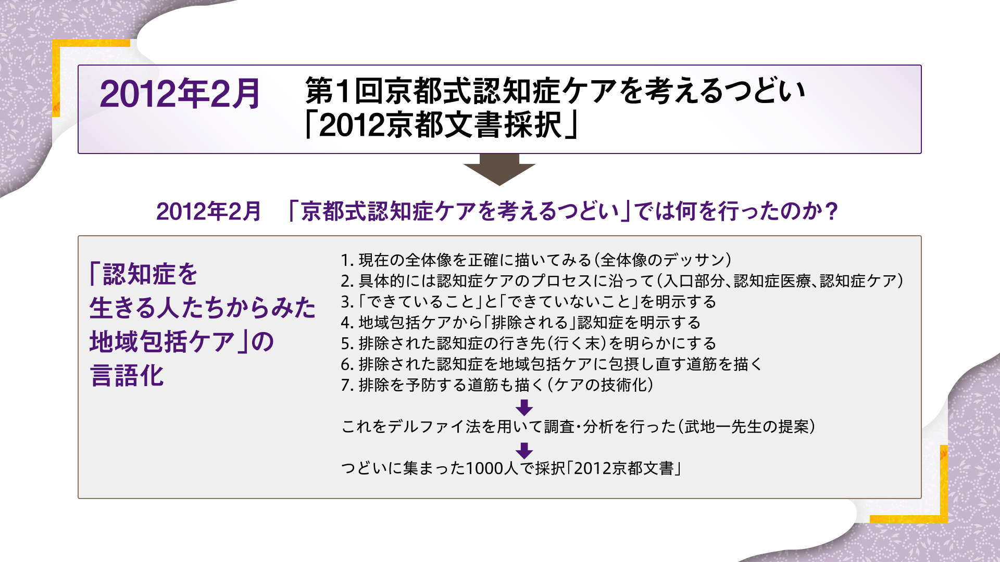 2012年2月
第1回京都式認知症ケアを考えるつどい
「2012京都文書採択」
2012年2月　「京都式認知症ケアを考えるつどい」では何を行ったのか？
「認知症を
生きる人たちからみた
地域包括ケア」の
言語化
1. 現在の全体像を正確に描いてみる（全体像のデッサン）
2. 具体的には認知症ケアのプロセスに沿って（入口部分、認知症医療、認知症ケア）
3.「できていること」と「できていないこと」を明示する
4. 地域包括ケアから「排除される」認知症を明示する
5. 排除された認知症の行き先（行く末）を明らかにする
6. 排除された認知症を地域包括ケアに包摂し直す道筋を描く
7. 排除を予防する道筋も描く（ケアの技術化）
これをデルファイ法を用いて調査・分析を行った（武地一先生の提案）
つどいに集まった1000人で採択「2012京都文書」